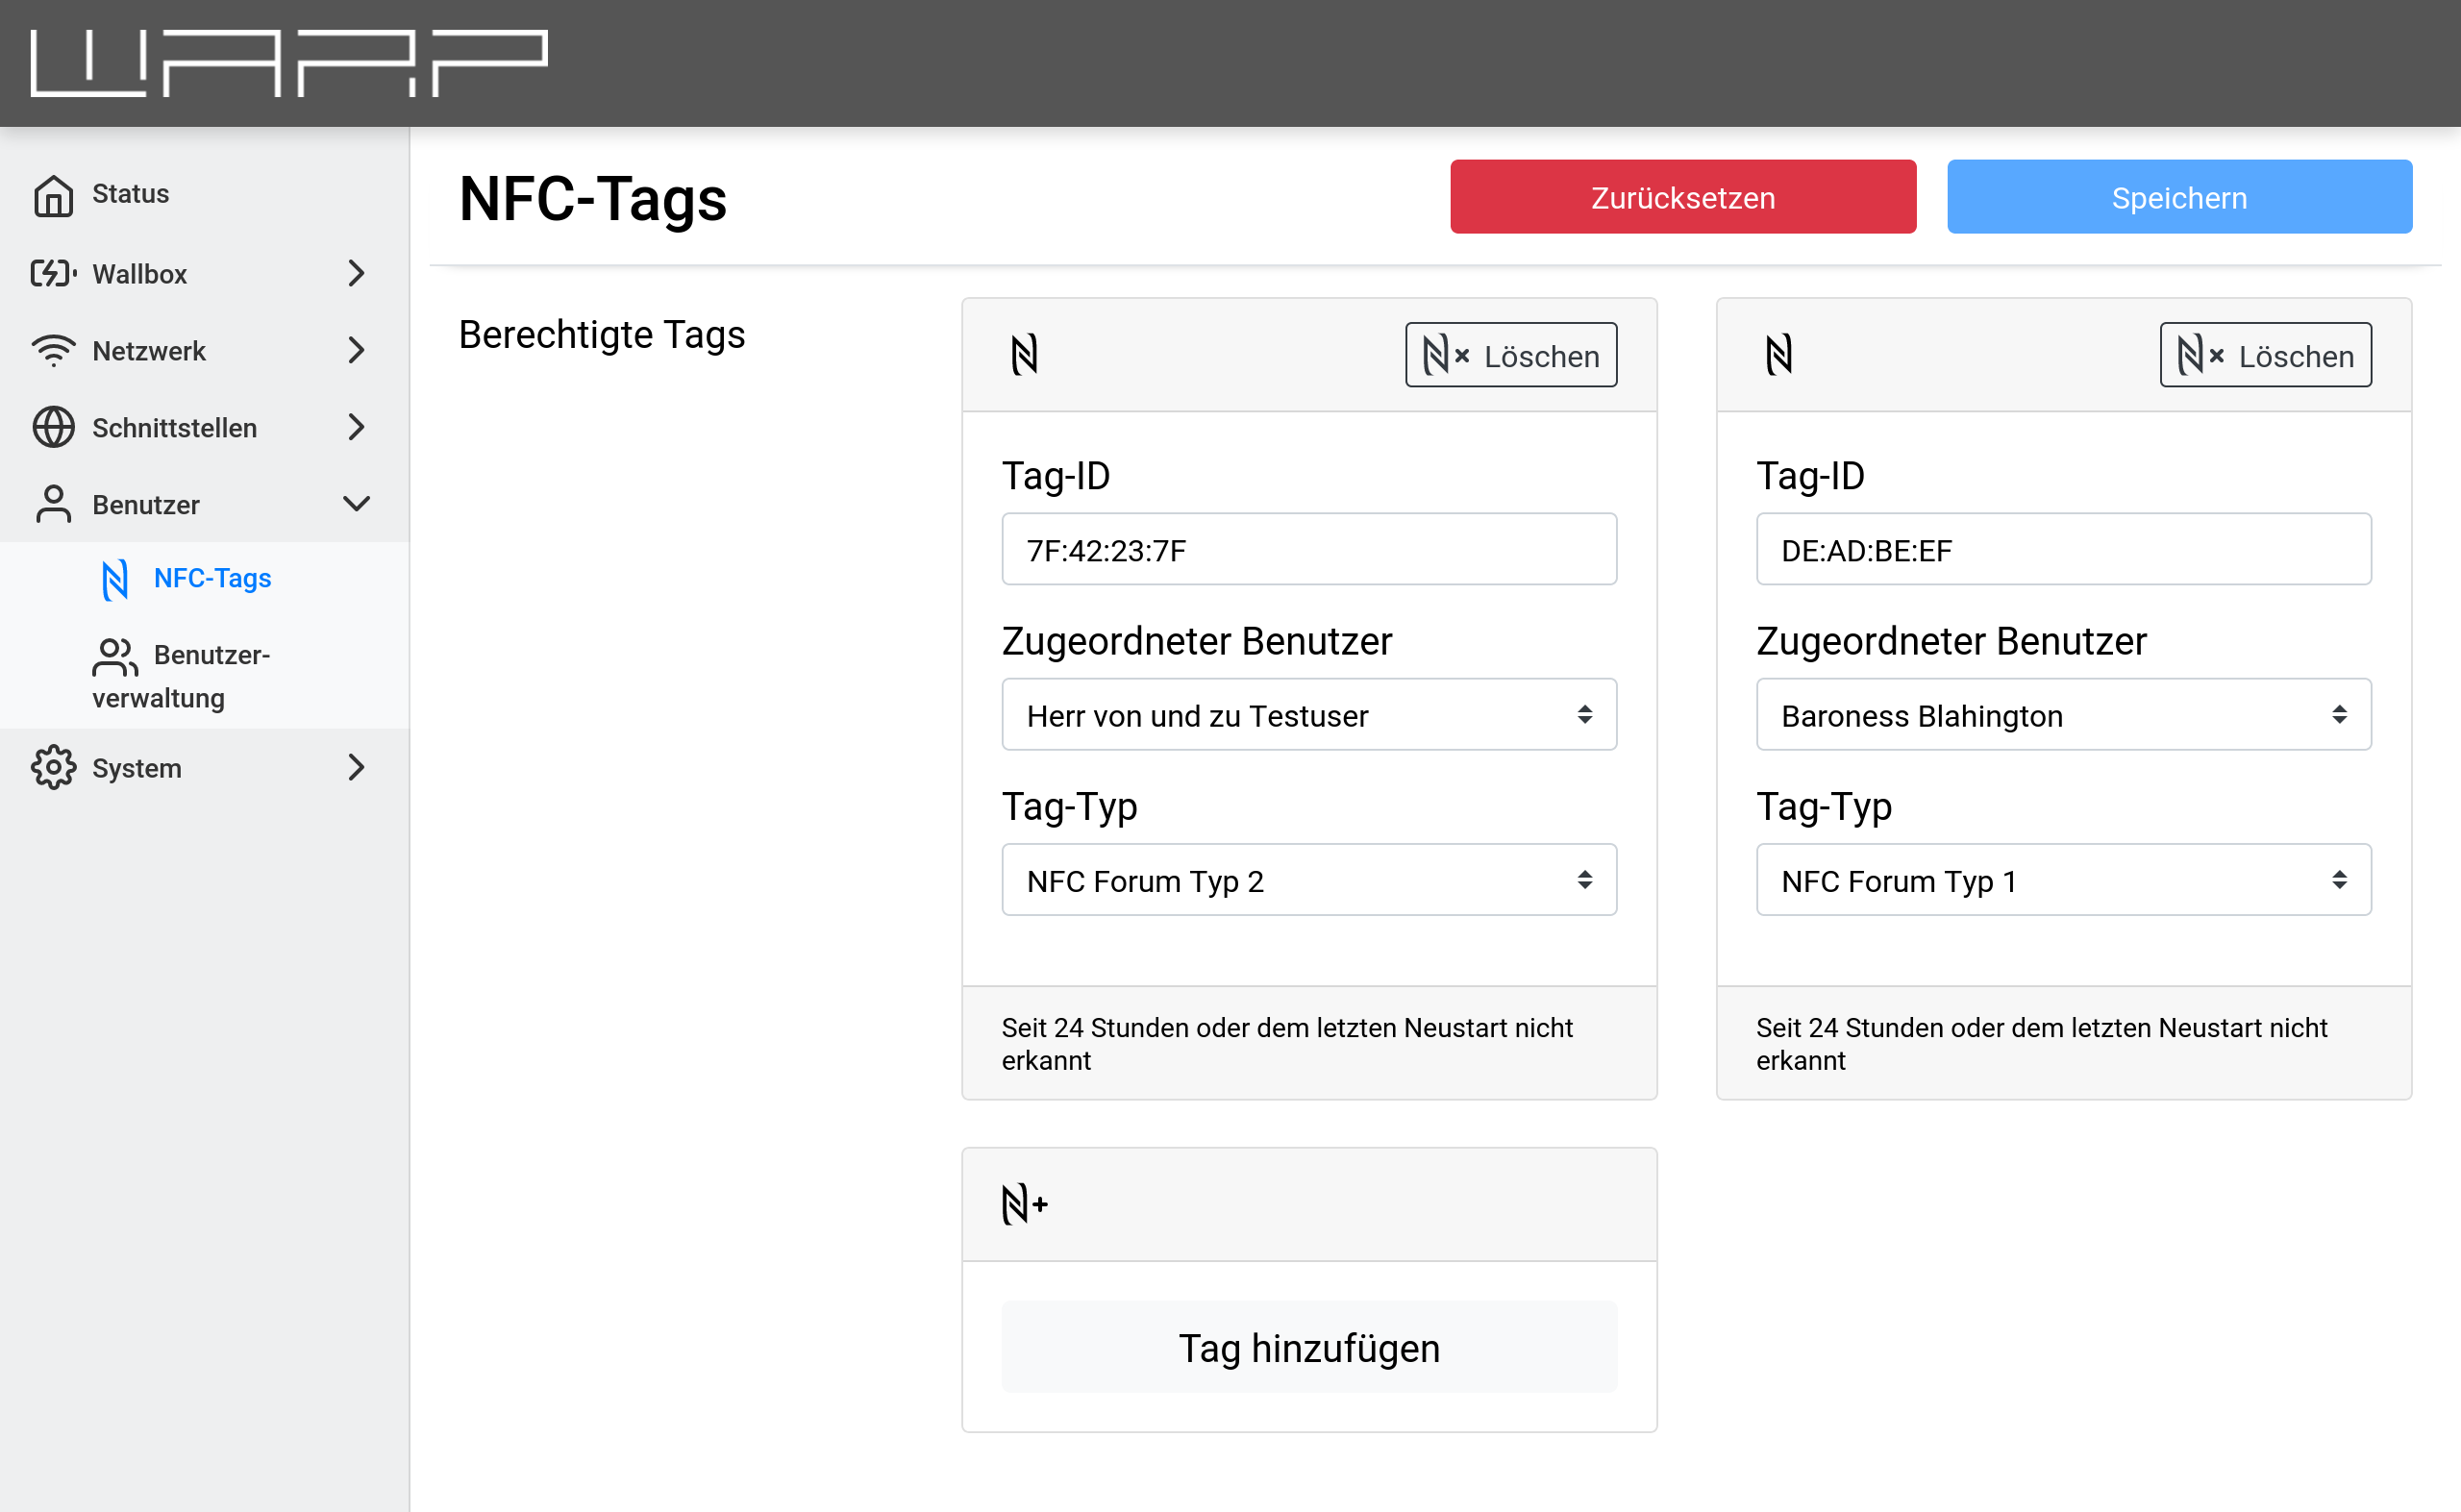 WARP
Status
Wallbox
Netzwerk
Schnittstellen
Benutzer
NFC-Tags
Benutzer-
verwaltung
System
NFC-Tags
Zurücksetzen
Speichern
Berechtigte Tags
Löschen
Tag-ID
7F:42:23:7F
Zugeordneter Benutzer
Herr von und zu Testuser
Tag-Typ
NFC Forum Typ 2
Seit 24 Stunden oder dem letzten Neustart nicht
erkannt
Löschen
Tag-ID
DE:AD:BE:EF
Zugeordneter Benutzer
Baroness Blahington
Tag-Typ
NFC Forum Typ 1
Seit 24 Stunden oder dem letzten Neustart nicht
erkannt
Tag hinzufügen